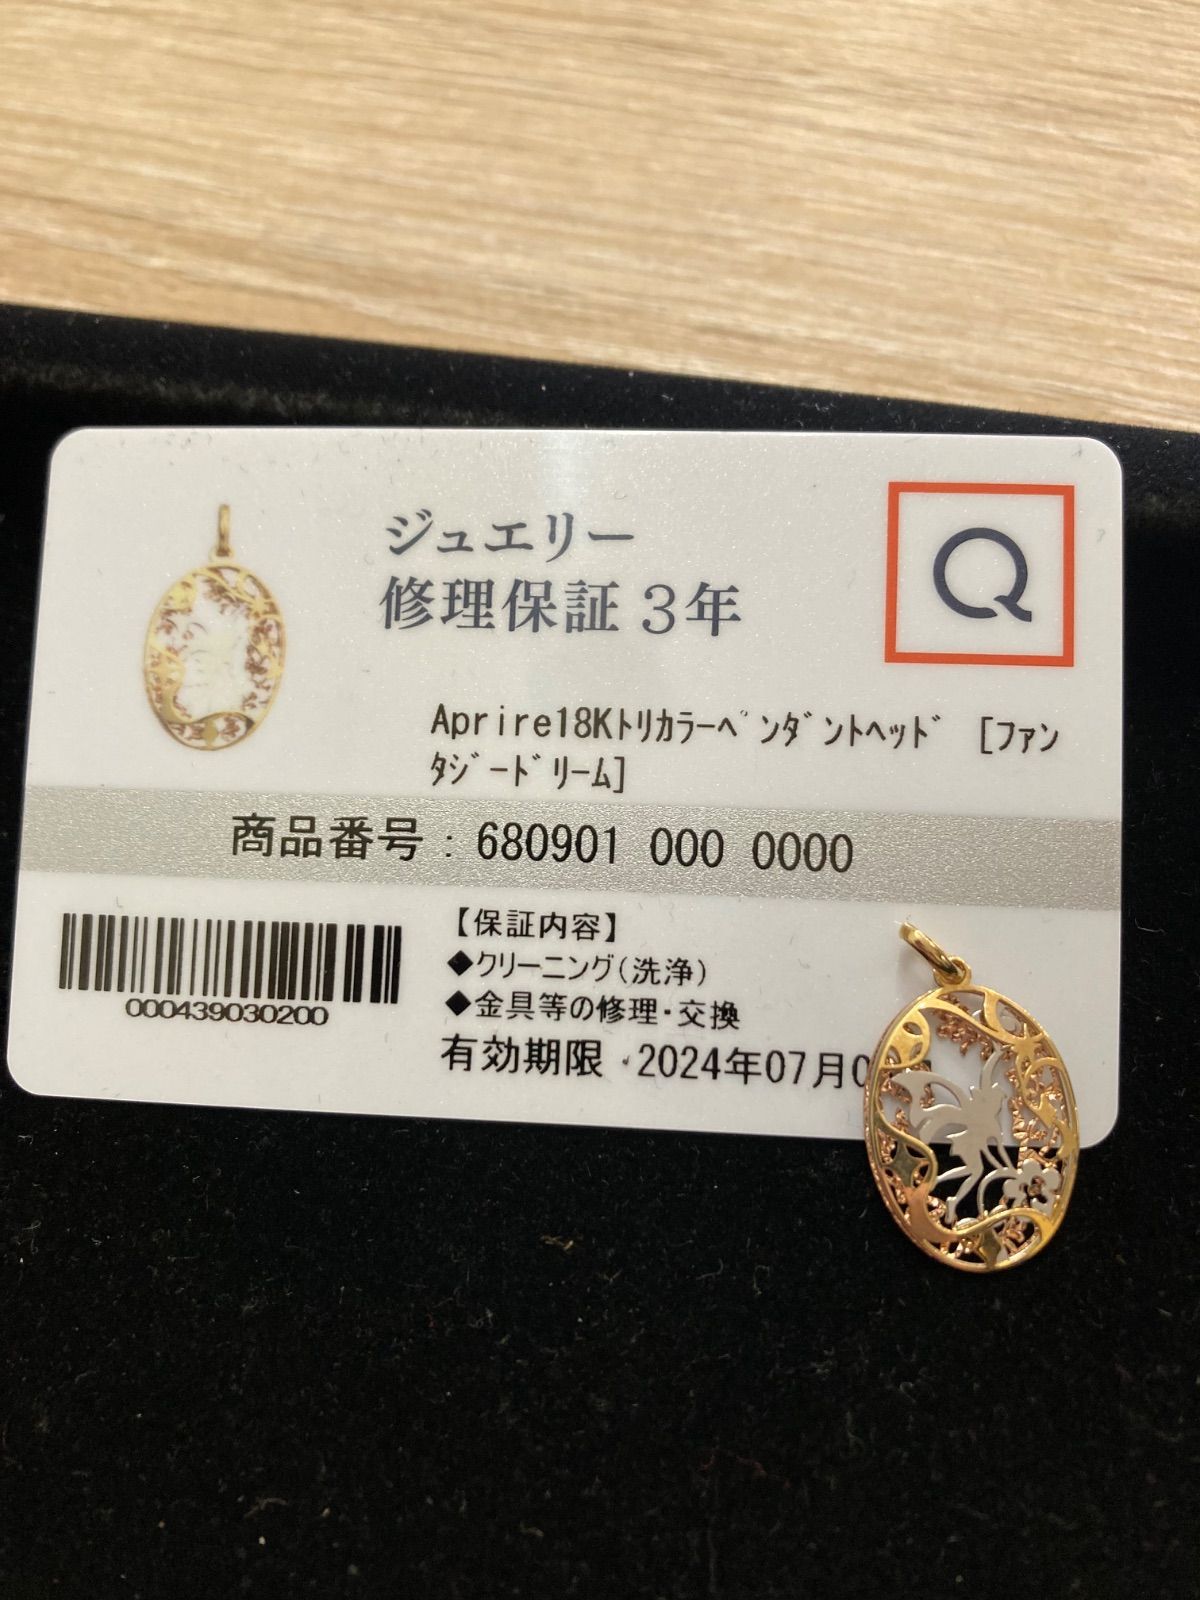 ジュエリー
修理保証3年
Aprire18Kﾄﾘｶﾗｰﾍﾟﾝﾀﾞﾝﾄﾍｯﾄﾞ [ﾌｧﾝ
ﾀｼﾞｰﾄﾞﾘｰﾑ]
商品番号 : 680901 000 0000
【保証内容】
◆クリーニング(洗浄)
◆金具等の修理・交換
000439030200
有効期限 : 2024年07月0